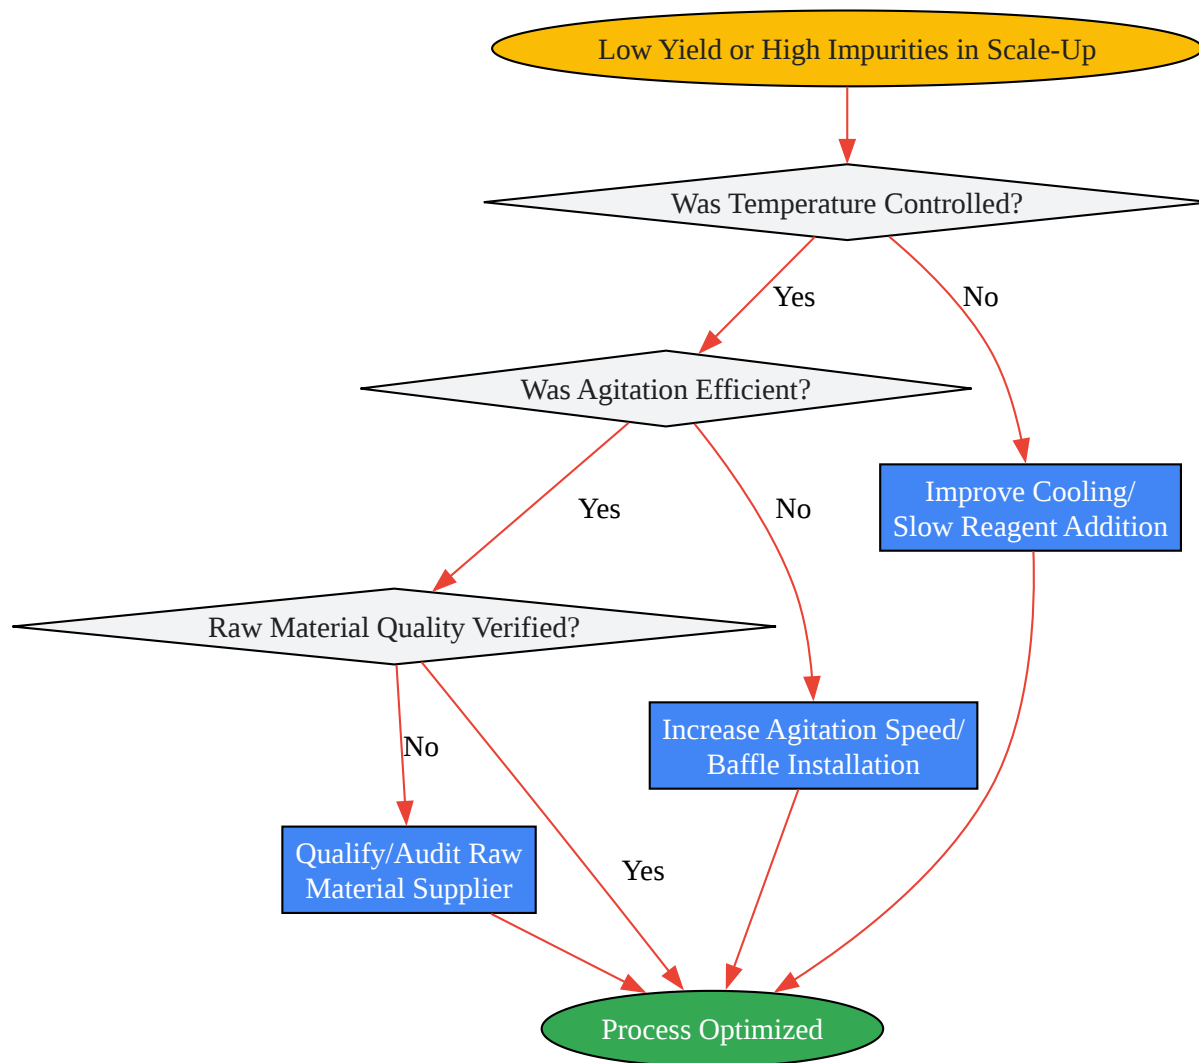 Low Yield or High Impurities in Scale-Up
Was Temperature Controlled?
Yes
No
Was Agitation Efficient?
Improve Cooling/
Slow Reagent Addition
Yes
No
Raw Material Quality Verified?
Increase Agitation Speed/
Baffle Installation
No
Qualify/Audit Raw
Material Supplier
Yes
Process Optimized